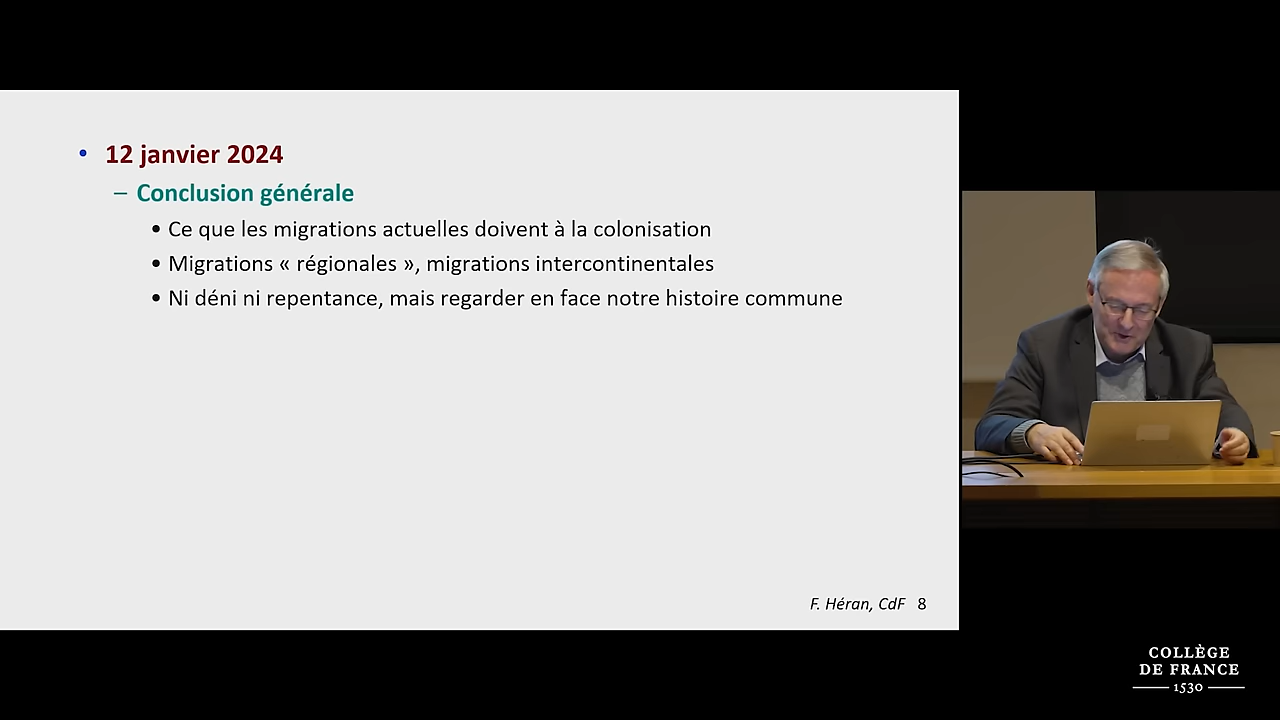 • 12 janvier 2024
– Conclusion générale
• Ce que les migrations actuelles doivent à la colonisation
• Migrations « régionales », migrations intercontinentales
• Ni déni ni repentance, mais regarder en face notre histoire commune
F. Héran, CdF 8
COLLÈGE
DE FRANCE
1530